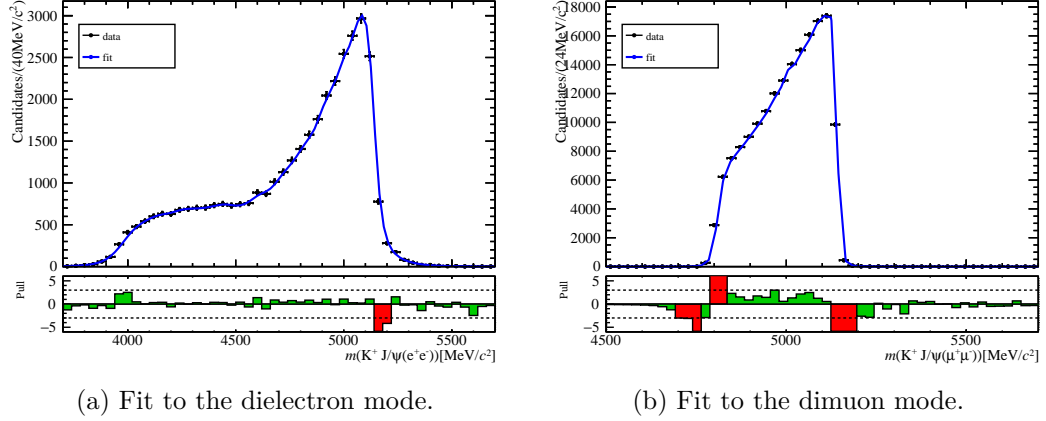 Candidates/(40MeV/c²)
3000
2500
2000
1500
1000
500
0
data
fit
Pull
5
0
−5
4000
4500
5000
5500
m(K⁺ J/ψ(e⁺e⁻))[MeV/c²]
(a) Fit to the dielectron mode.
Candidates/(24MeV/c²)
18000
16000
14000
12000
10000
8000
6000
4000
2000
0
data
fit
Pull
5
0
−5
4500
5000
5500
m(K⁺ J/ψ(μ⁺μ⁻))[MeV/c²]
(b) Fit to the dimuon mode.